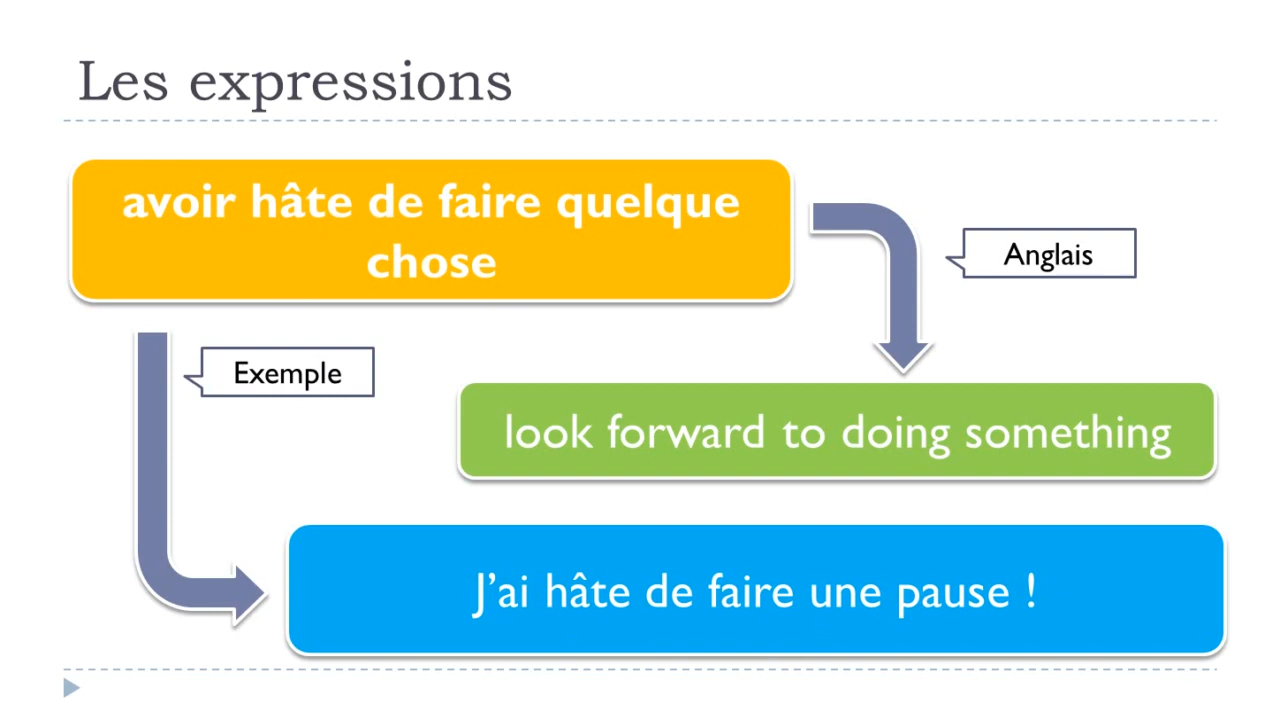 Les expressions
avoir hâte de faire quelque
chose
Anglais
Exemple
look forward to doing something
J’ai hâte de faire une pause !